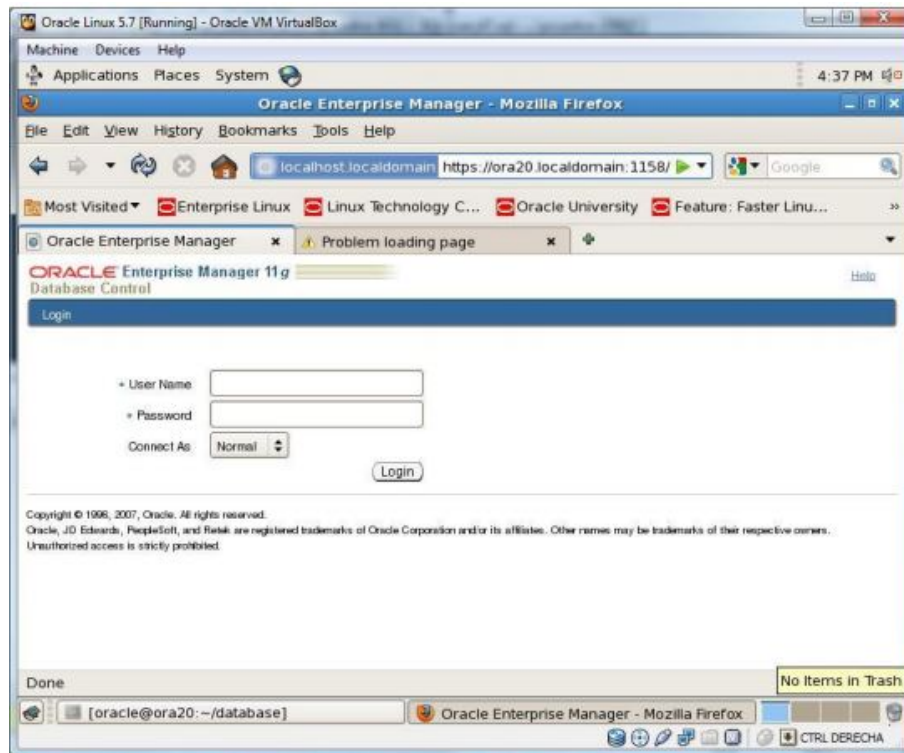 Oracle Linux 5.7 [Running] - Oracle VM VirtualBox
Machine Devices Help
Applications Places System
4:37 PM
Oracle Enterprise Manager - Mozilla Firefox
File Edit View History Bookmarks Tools Help
localhost.localdomain https://ora20.localdomain:1158/
Google
Most Visited Enterprise Linux Linux Technology C... Oracle University Feature: Faster Linu...
Oracle Enterprise Manager
Problem loading page
ORACLE Enterprise Manager 11g
Database Control
Help
Login
* User Name
* Password
Connect As Normal
Login
Copyright © 1996, 2007, Oracle. All rights reserved.
Oracle, JD Edwards, PeopleSoft, and Retek are registered trademarks of Oracle Corporation and/or its affiliates. Other names may be trademarks of their respective owners.
Unauthorized access is strictly prohibited.
Done
No Items in Trash
[oracle@ora20:~/database]
Oracle Enterprise Manager - Mozilla Firefox
CTRL DERECHA